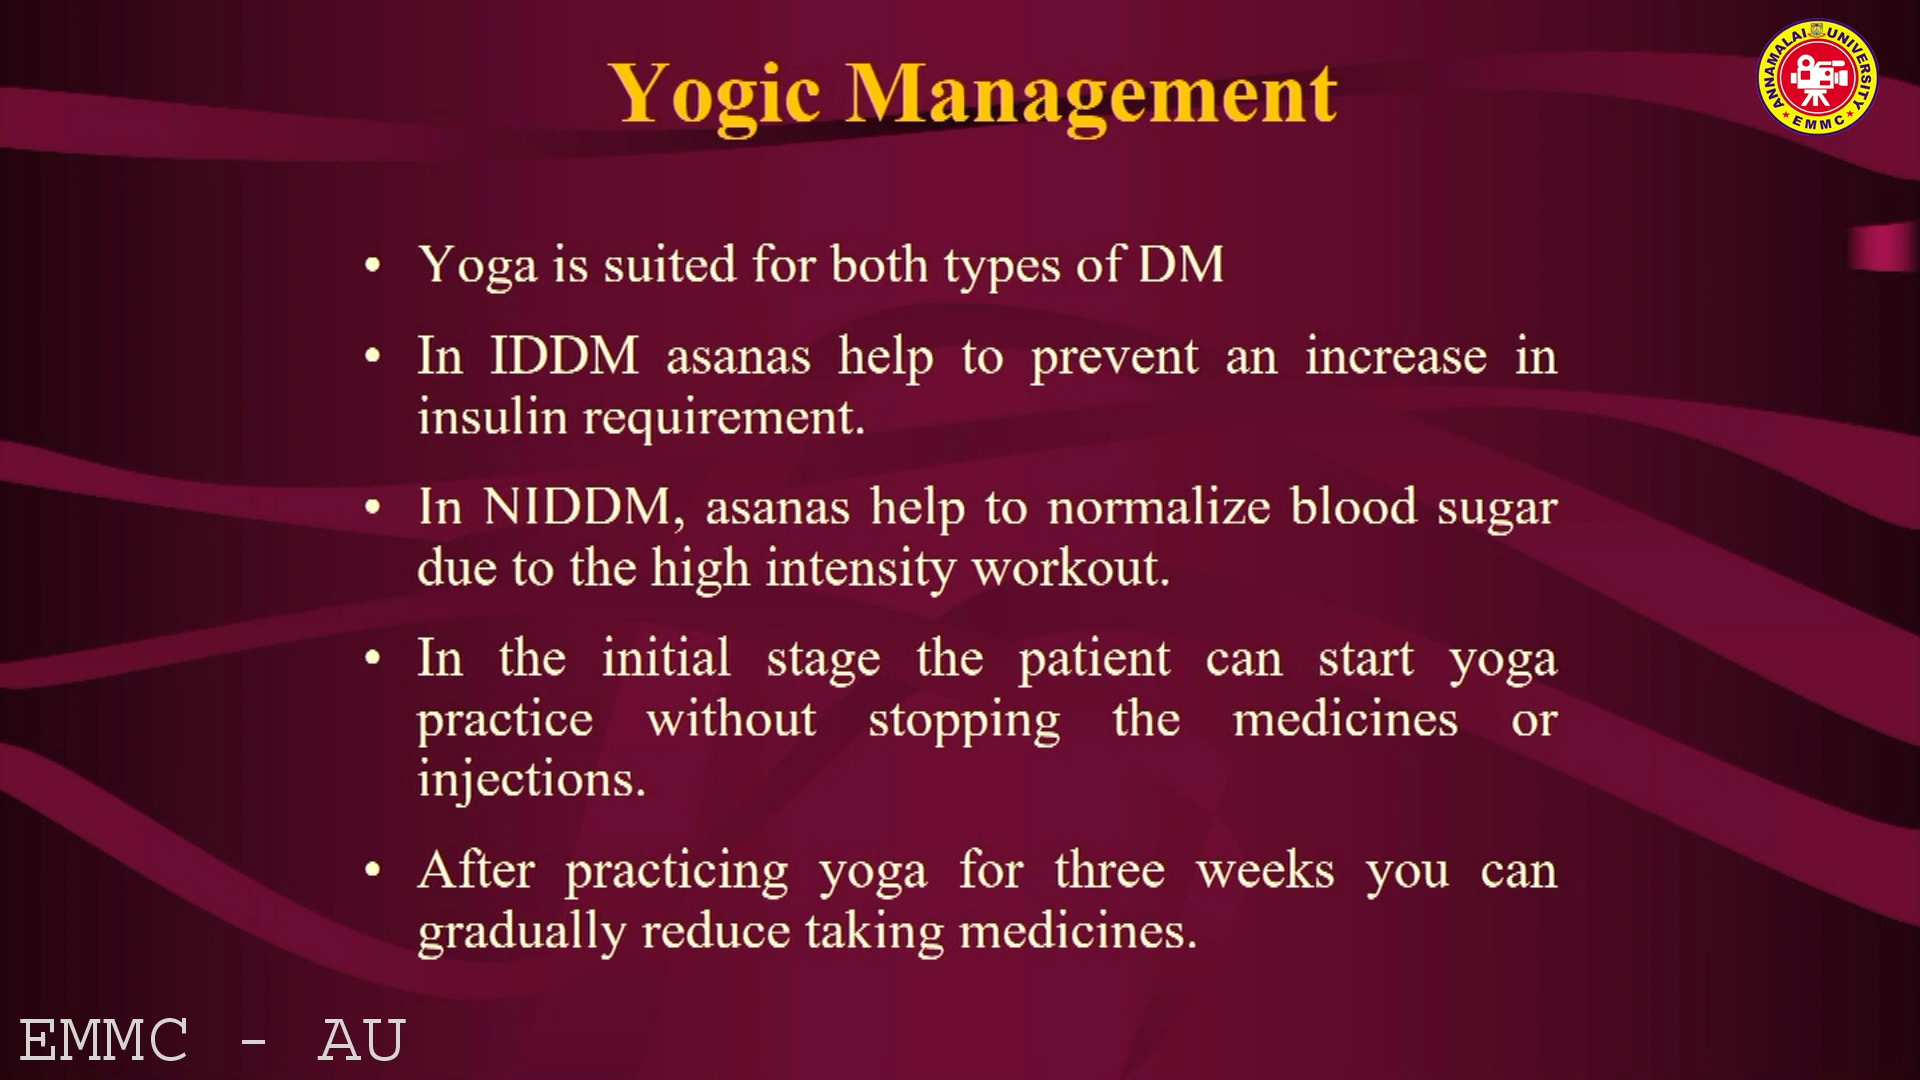 Yogic Management
ANNAMALAI UNIVERSITY
EMMC
• Yoga is suited for both types of DM
• In IDDM asanas help to prevent an increase in
insulin requirement.
• In NIDDM, asanas help to normalize blood sugar
due to the high intensity workout.
• In the initial stage the patient can start yoga
practice without stopping the medicines or
injections.
• After practicing yoga for three weeks you can
gradually reduce taking medicines.
EMMC - AU